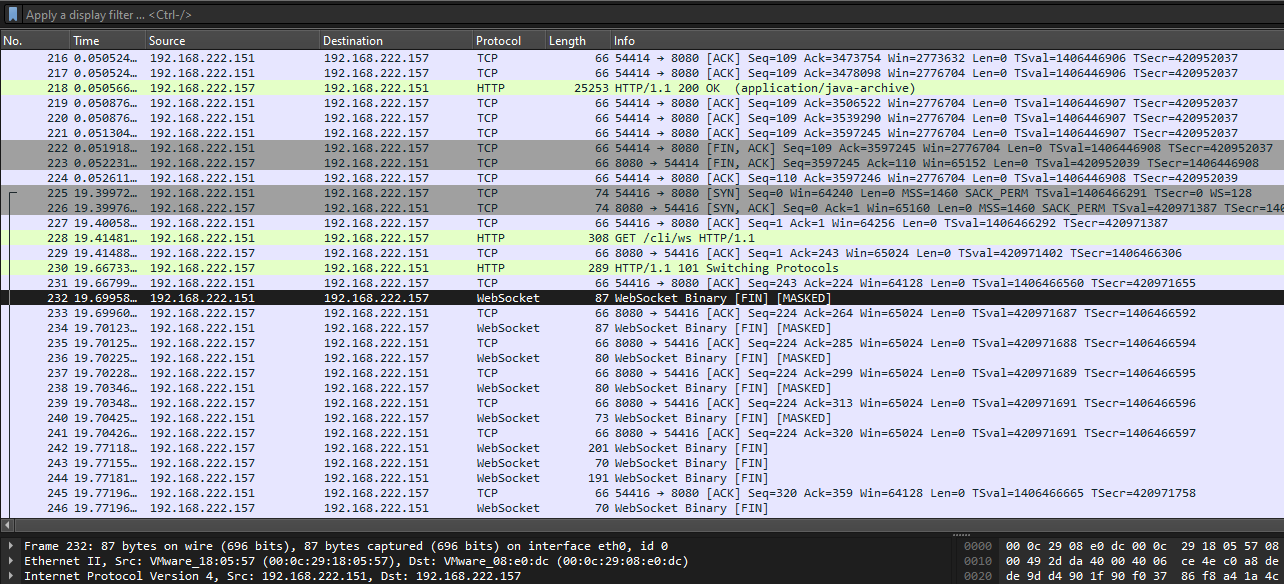 Apply a display filter ... <Ctrl-/>
No. Time Source Destination Protocol Length Info
216 0.050524… 192.168.222.151 192.168.222.157 TCP 66 54414 → 8080 [ACK] Seq=109 Ack=3473754 Win=2773632 Len=0 TSval=1406446906 TSecr=420952037
217 0.050524… 192.168.222.151 192.168.222.157 TCP 66 54414 → 8080 [ACK] Seq=109 Ack=3478098 Win=2776704 Len=0 TSval=1406446906 TSecr=420952037
218 0.050566… 192.168.222.157 192.168.222.151 HTTP 25253 HTTP/1.1 200 OK (application/java-archive)
219 0.050876… 192.168.222.151 192.168.222.157 TCP 66 54414 → 8080 [ACK] Seq=109 Ack=3506522 Win=2776704 Len=0 TSval=1406446907 TSecr=420952037
220 0.050876… 192.168.222.151 192.168.222.157 TCP 66 54414 → 8080 [ACK] Seq=109 Ack=3539290 Win=2776704 Len=0 TSval=1406446907 TSecr=420952037
221 0.051304… 192.168.222.151 192.168.222.157 TCP 66 54414 → 8080 [ACK] Seq=109 Ack=3597245 Win=2776704 Len=0 TSval=1406446907 TSecr=420952037
222 0.051918… 192.168.222.151 192.168.222.157 TCP 66 54414 → 8080 [FIN, ACK] Seq=109 Ack=3597245 Win=2776704 Len=0 TSval=1406446908 TSecr=420952037
223 0.052231… 192.168.222.157 192.168.222.151 TCP 66 8080 → 54414 [FIN, ACK] Seq=3597245 Ack=110 Win=65152 Len=0 TSval=420952039 TSecr=1406446908
224 0.052611… 192.168.222.151 192.168.222.157 TCP 66 54414 → 8080 [ACK] Seq=110 Ack=3597246 Win=2776704 Len=0 TSval=1406446908 TSecr=420952039
225 19.39972… 192.168.222.151 192.168.222.157 TCP 74 54416 → 8080 [SYN] Seq=0 Win=64240 Len=0 MSS=1460 SACK_PERM TSval=1406466291 TSecr=0 WS=128
226 19.39976… 192.168.222.157 192.168.222.151 TCP 74 8080 → 54416 [SYN, ACK] Seq=0 Ack=1 Win=65160 Len=0 MSS=1460 SACK_PERM TSval=420971387 TSecr=140
227 19.40058… 192.168.222.151 192.168.222.157 TCP 66 54416 → 8080 [ACK] Seq=1 Ack=1 Win=64256 Len=0 TSval=1406466292 TSecr=420971387
228 19.41481… 192.168.222.151 192.168.222.157 HTTP 308 GET /cli/ws HTTP/1.1
229 19.41488… 192.168.222.157 192.168.222.151 TCP 66 8080 → 54416 [ACK] Seq=1 Ack=243 Win=65024 Len=0 TSval=420971402 TSecr=1406466306
230 19.66733… 192.168.222.157 192.168.222.151 HTTP 289 HTTP/1.1 101 Switching Protocols
231 19.66799… 192.168.222.151 192.168.222.157 TCP 66 54416 → 8080 [ACK] Seq=243 Ack=224 Win=64128 Len=0 TSval=1406466560 TSecr=420971655
232 19.69958… 192.168.222.151 192.168.222.157 WebSocket 87 WebSocket Binary [FIN] [MASKED]
233 19.69960… 192.168.222.157 192.168.222.151 TCP 66 8080 → 54416 [ACK] Seq=224 Ack=264 Win=65024 Len=0 TSval=420971687 TSecr=1406466592
234 19.70123… 192.168.222.151 192.168.222.157 WebSocket 87 WebSocket Binary [FIN] [MASKED]
235 19.70125… 192.168.222.157 192.168.222.151 TCP 66 8080 → 54416 [ACK] Seq=224 Ack=285 Win=65024 Len=0 TSval=420971688 TSecr=1406466594
236 19.70225… 192.168.222.151 192.168.222.157 WebSocket 80 WebSocket Binary [FIN] [MASKED]
237 19.70228… 192.168.222.157 192.168.222.151 TCP 66 8080 → 54416 [ACK] Seq=224 Ack=299 Win=65024 Len=0 TSval=420971689 TSecr=1406466595
238 19.70346… 192.168.222.151 192.168.222.157 WebSocket 80 WebSocket Binary [FIN] [MASKED]
239 19.70348… 192.168.222.157 192.168.222.151 TCP 66 8080 → 54416 [ACK] Seq=224 Ack=313 Win=65024 Len=0 TSval=420971691 TSecr=1406466596
240 19.70425… 192.168.222.151 192.168.222.157 WebSocket 73 WebSocket Binary [FIN] [MASKED]
241 19.70426… 192.168.222.157 192.168.222.151 TCP 66 8080 → 54416 [ACK] Seq=224 Ack=320 Win=65024 Len=0 TSval=420971691 TSecr=1406466597
242 19.77118… 192.168.222.157 192.168.222.151 WebSocket 201 WebSocket Binary [FIN]
243 19.77155… 192.168.222.157 192.168.222.151 WebSocket 70 WebSocket Binary [FIN]
244 19.77181… 192.168.222.157 192.168.222.151 WebSocket 191 WebSocket Binary [FIN]
245 19.77196… 192.168.222.151 192.168.222.157 TCP 66 54416 → 8080 [ACK] Seq=320 Ack=359 Win=64128 Len=0 TSval=1406466665 TSecr=420971758
246 19.77196… 192.168.222.157 192.168.222.151 WebSocket 70 WebSocket Binary [FIN]
Frame 232: 87 bytes on wire (696 bits), 87 bytes captured (696 bits) on interface eth0, id 0
Ethernet II, Src: VMware_18:05:57 (00:0c:29:18:05:57), Dst: VMware_08:e0:dc (00:0c:29:08:e0:dc)
Internet Protocol Version 4, Src: 192.168.222.151, Dst: 192.168.222.157
0000 00 0c 29 08 e0 dc 00 0c 29 18 05 57 08
0010 00 49 2d da 40 00 40 06 ce 4e c0 a8 de
0020 de 9d d4 90 1f 90 f0 37 86 f8 a4 1a 4c